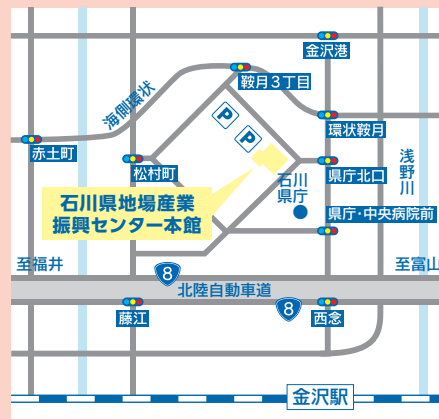 金沢港
鞍月3丁目
海側環状
P
P
環状鞍月
赤土町
松村町
県庁北口
浅野川
石川
県庁
石川県地場産業
振興センター本館
県庁・中央病院前
至福井
至富山
8
北陸自動車道
8
藤江
西念
金沢駅